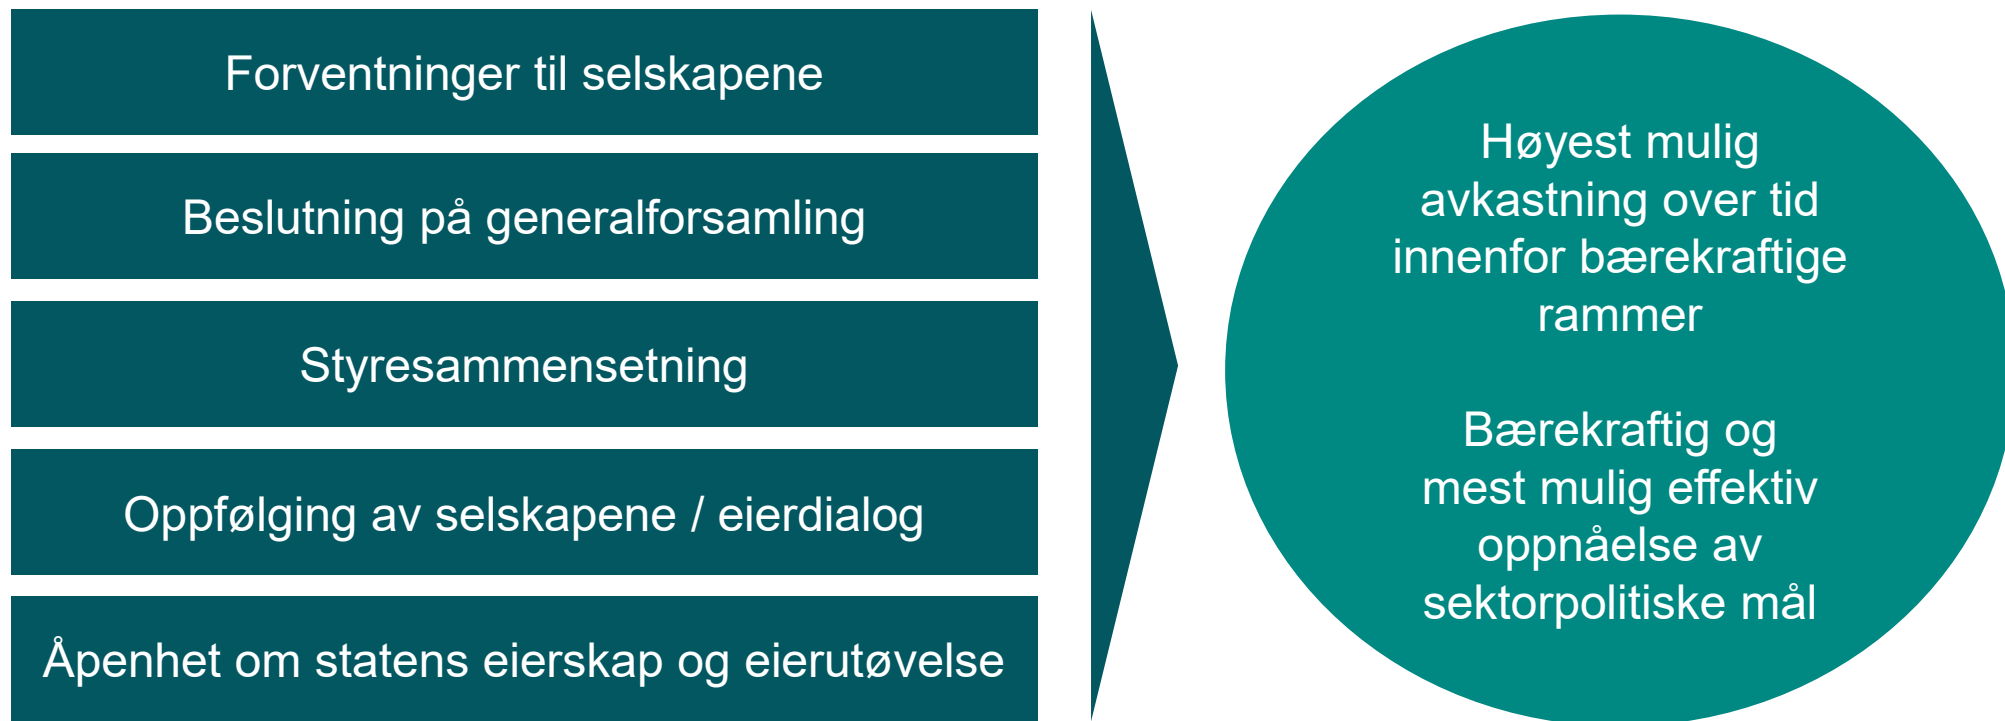 Forventninger til selskapene
Beslutning på generalforsamling
Styresammensetning
Oppfølging av selskapene / eierdialog
Åpenhet om statens eierskap og eierutøvelse
Høyest mulig
avkastning over tid
innenfor bærekraftige
rammer
Bærekraftig og
mest mulig effektiv
oppnåelse av
sektorpolitiske mål